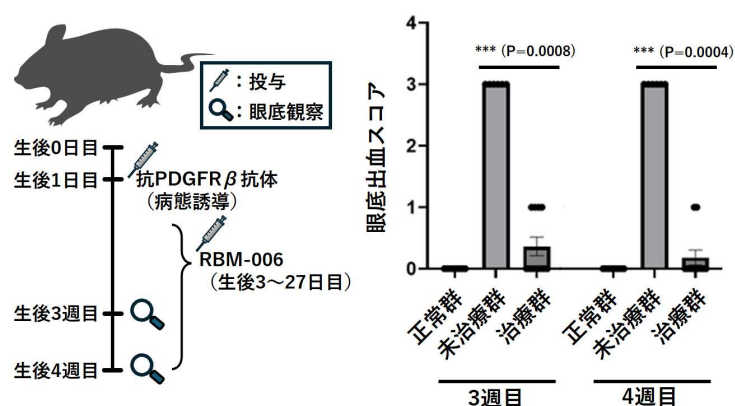 ：投与
：眼底観察
生後0日目
生後1日目
抗PDGFRβ抗体
（病態誘導）
RBM-006
（生後3～27日目）
生後3週目
生後4週目
眼底出血スコア
4
3
2
1
0
*** (P=0.0008)
*** (P=0.0004)
正常群
未治療群
治療群
正常群
未治療群
治療群
3週目
4週目